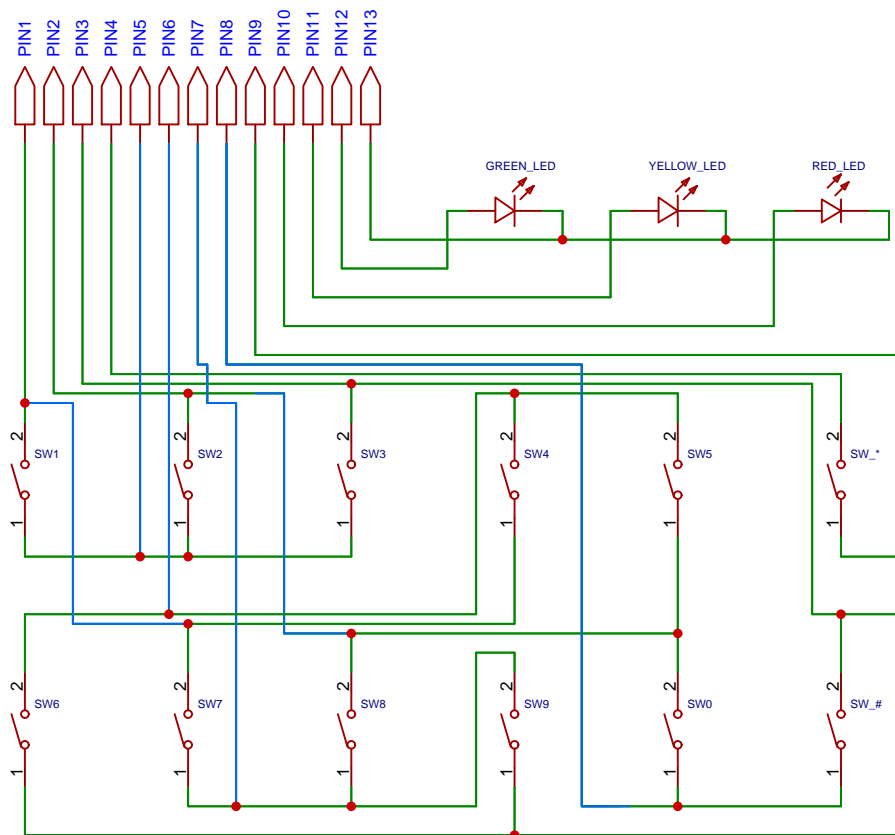 PIN1
PIN2
PIN3
PIN4
PIN5
PIN6
PIN7
PIN8
PIN9
PIN10
PIN11
PIN12
PIN13
GREEN_LED
YELLOW_LED
RED_LED
2
SW1
1
2
SW2
1
2
SW3
1
2
SW4
1
2
SW5
1
2
SW_*
1
2
SW6
1
2
SW7
1
2
SW8
1
2
SW9
1
2
SW0
1
2
SW_#
1